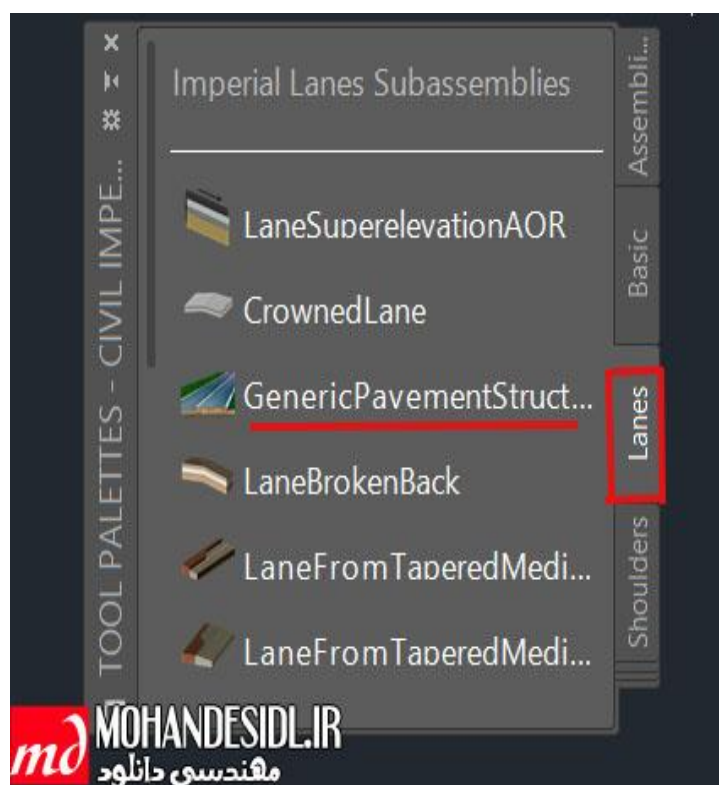 Imperial Lanes Subassemblies
LaneSuperelevationAOR
CrownedLane
GenericPavementStruct...
LaneBrokenBack
LaneFromTaperedMedi...
LaneFromTaperedMedi...
TOOL PALETTES - CIVIL IMPE...
Assembli...
Basic
Lanes
Shoulders
md
MOHANDESIDL.IR
مهندسی دانلود